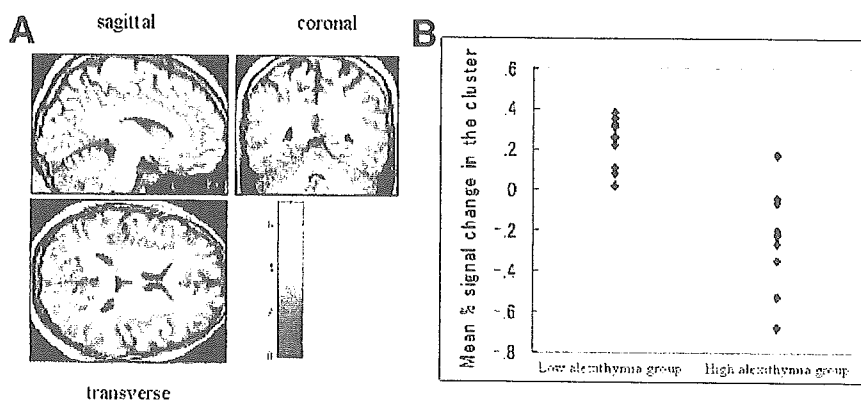 A
sagittal
coronal
transverse
0
B
Mean % signal change in the cluster
.6
.4
.2
0
-.2
-.4
-.6
-.8
Low alexithymia group
High alexithymia group